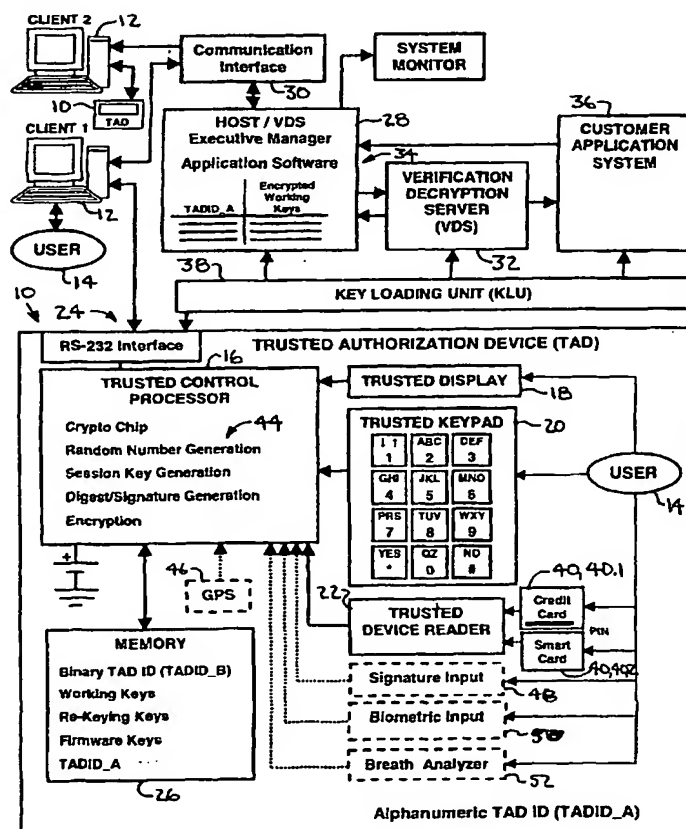 CLIENT 2
12
Communication
Interface
30
SYSTEM
MONITOR
10
TAD
CLIENT 1
12
USER
14
HOST / VDS
Executive Manager
Application Software
28
34
TADID_A
Encrypted
Working
Keys
VERIFICATION
DECRYPTION
SERVER
(VDS)
32
36
CUSTOMER
APPLICATION
SYSTEM
38
KEY LOADING UNIT (KLU)
10
24
RS-232 Interface
TRUSTED AUTHORIZATION DEVICE (TAD)
16
TRUSTED CONTROL
PROCESSOR
Crypto Chip
Random Number Generation
44
Session Key Generation
Digest/Signature Generation
Encryption
TRUSTED DISPLAY
18
TRUSTED KEYPAD
20
1
ABC
2
DEF
3
GHI
4
JKL
5
MNO
6
PRS
7
TUV
8
WXY
9
YES
*
QZ
0
NO
#
USER
14
+
46
GPS
22
TRUSTED
DEVICE READER
40, 40.1
Credit
Card
PIN
Smart
Card
40, 40.2
MEMORY
Binary TAD ID (TADID_B)
Working Keys
Re-Keying Keys
Firmware Keys
TADID_A ...
26
Signature Input
48
Biometric Input
50
Breath Analyzer
52
Alphanumeric TAD ID (TADID_A)